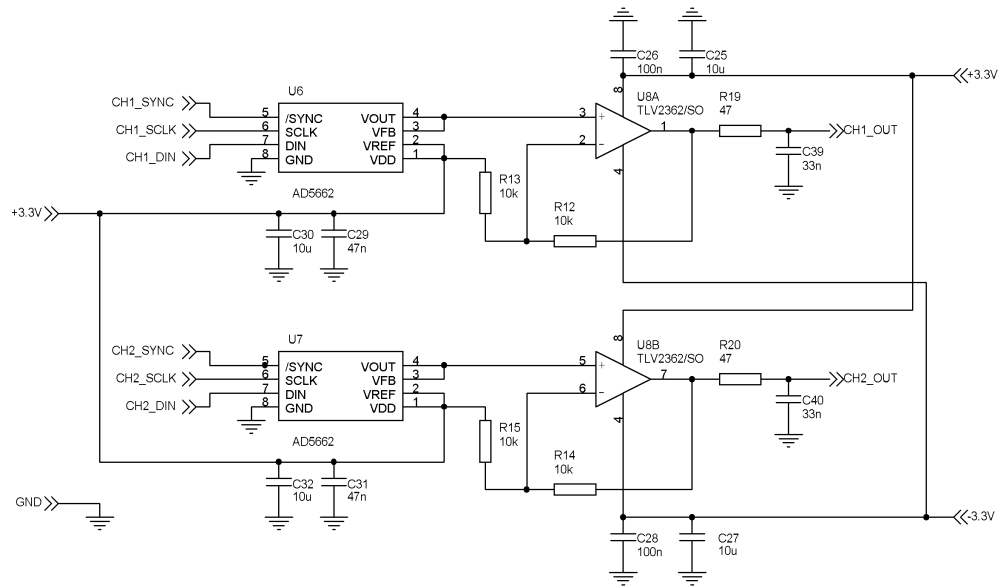 C26
100n
C25
10u
+3.3V
U6
8
U8A
TLV2362/SO
R19
47
CH1_SYNC
5 /SYNC VOUT 4
3 +
CH1_SCLK
6 SCLK VFB 3
1
CH1_OUT
CH1_DIN
7 DIN VREF 2
2 −
8 GND VDD 1
C39
33n
4
AD5662
R13
10k
R12
10k
+3.3V
C30
10u
C29
47n
U7
8
U8B
TLV2362/SO
R20
47
CH2_SYNC
5 /SYNC VOUT 4
5 +
CH2_SCLK
6 SCLK VFB 3
7
CH2_OUT
CH2_DIN
7 DIN VREF 2
6 −
8 GND VDD 1
C40
33n
4
AD5662
R15
10k
R14
10k
C32
10u
C31
47n
GND
-3.3V
C28
100n
C27
10u